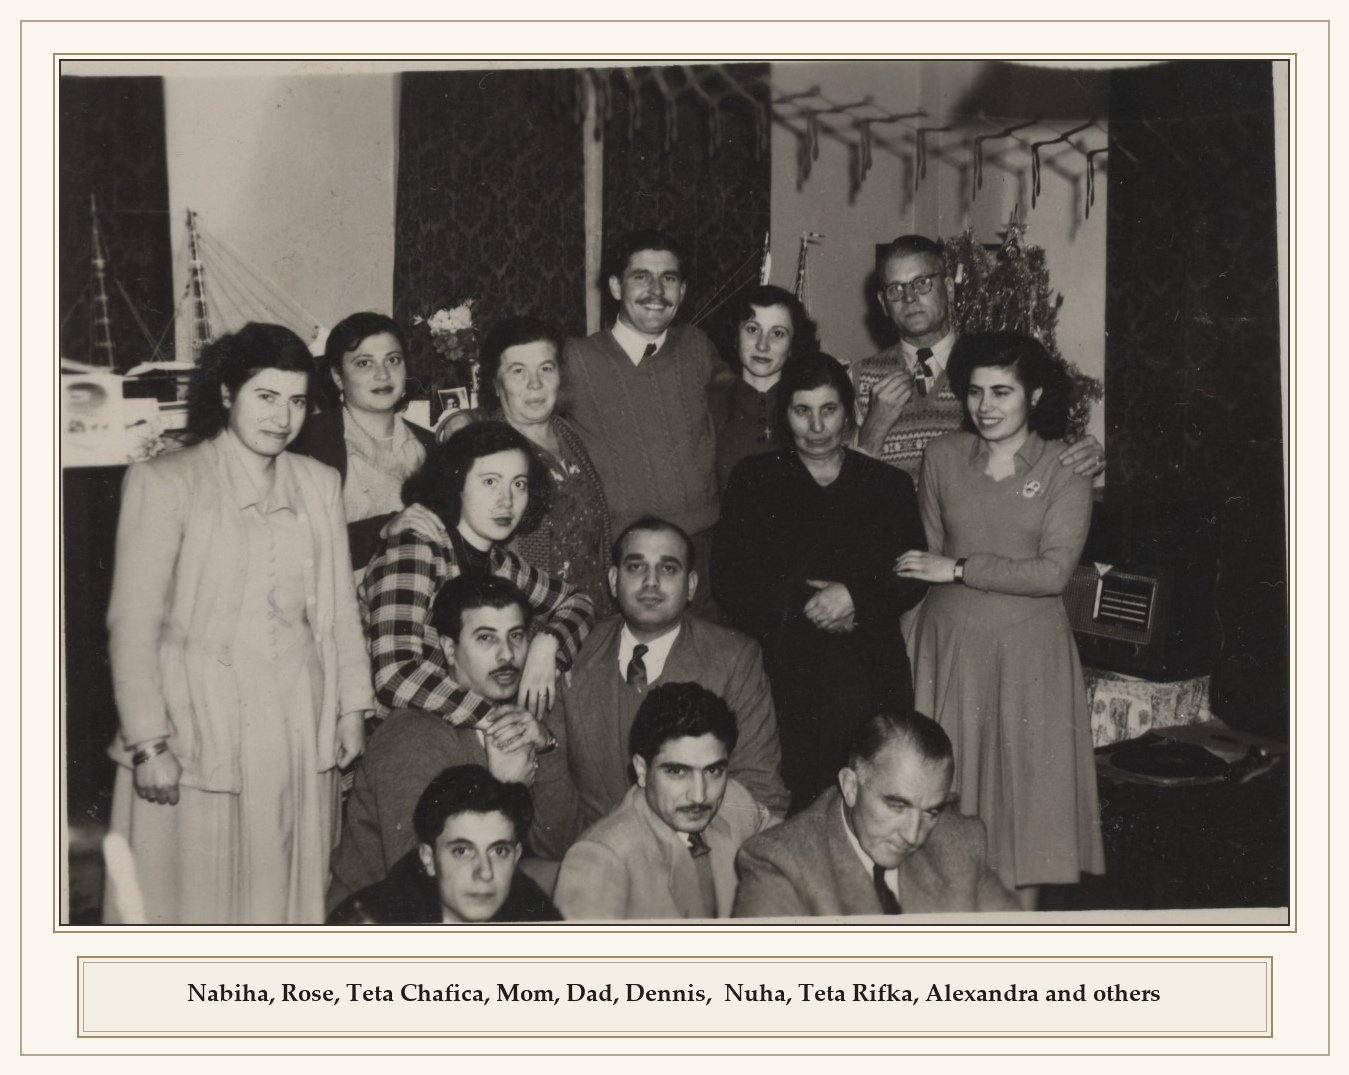 Nabiha, Rose, Teta Chafica, Mom, Dad, Dennis,  Nuha, Teta Rifka, Alexandra and others